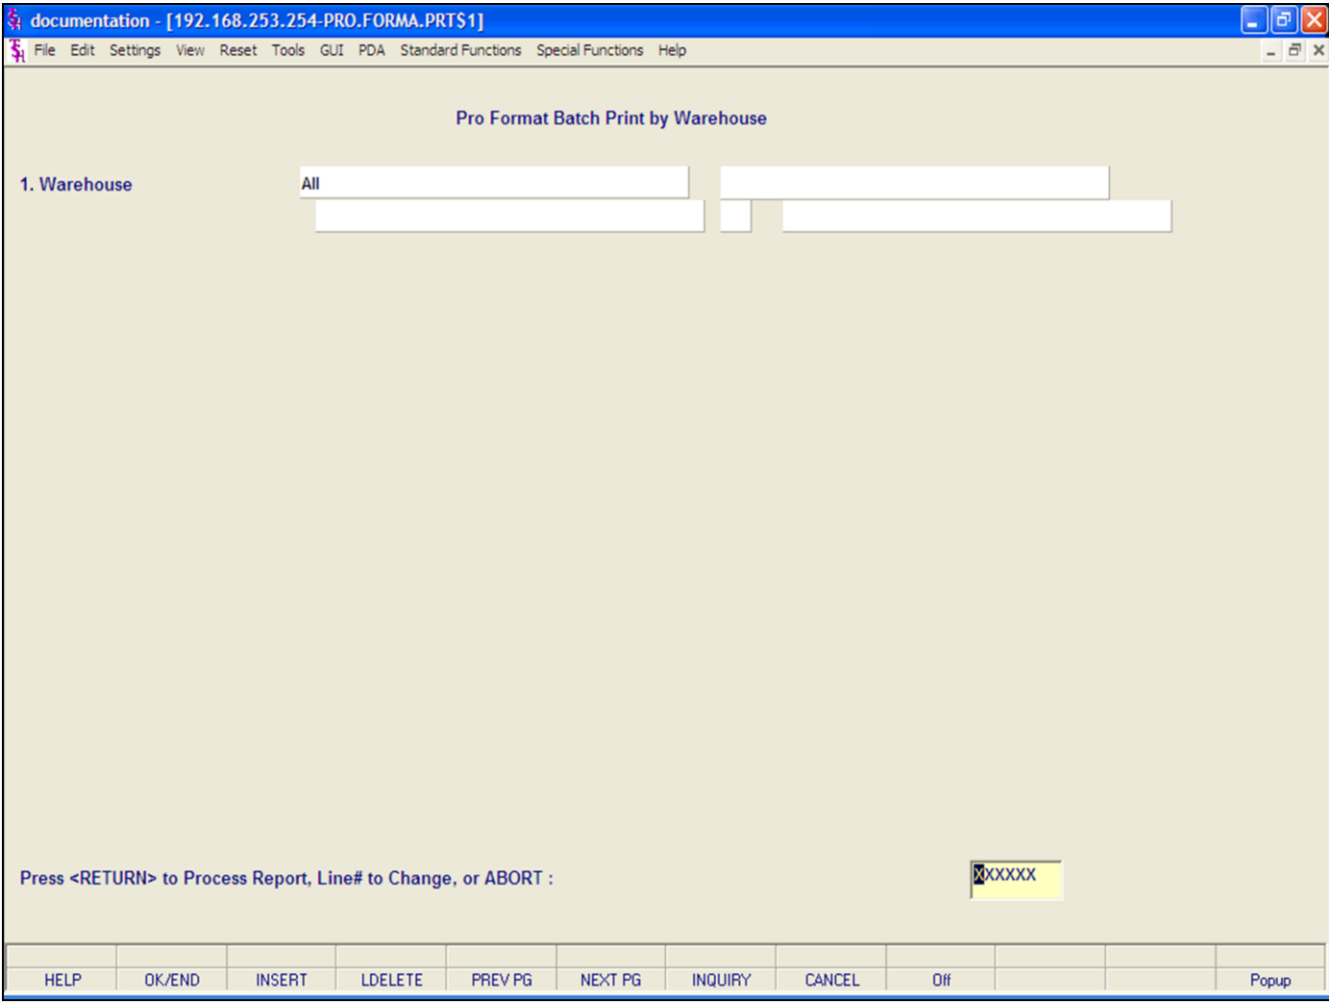 documentation - [192.168.253.254-PRO.FORMA.PRT$1]
File Edit Settings View Reset Tools GUI PDA Standard Functions Special Functions Help
Pro Format Batch Print by Warehouse
1. Warehouse All
Press <RETURN> to Process Report, Line# to Change, or ABORT : XXXXXX
HELP OK/END INSERT LDELETE PREV PG NEXT PG INQUIRY CANCEL Off Popup